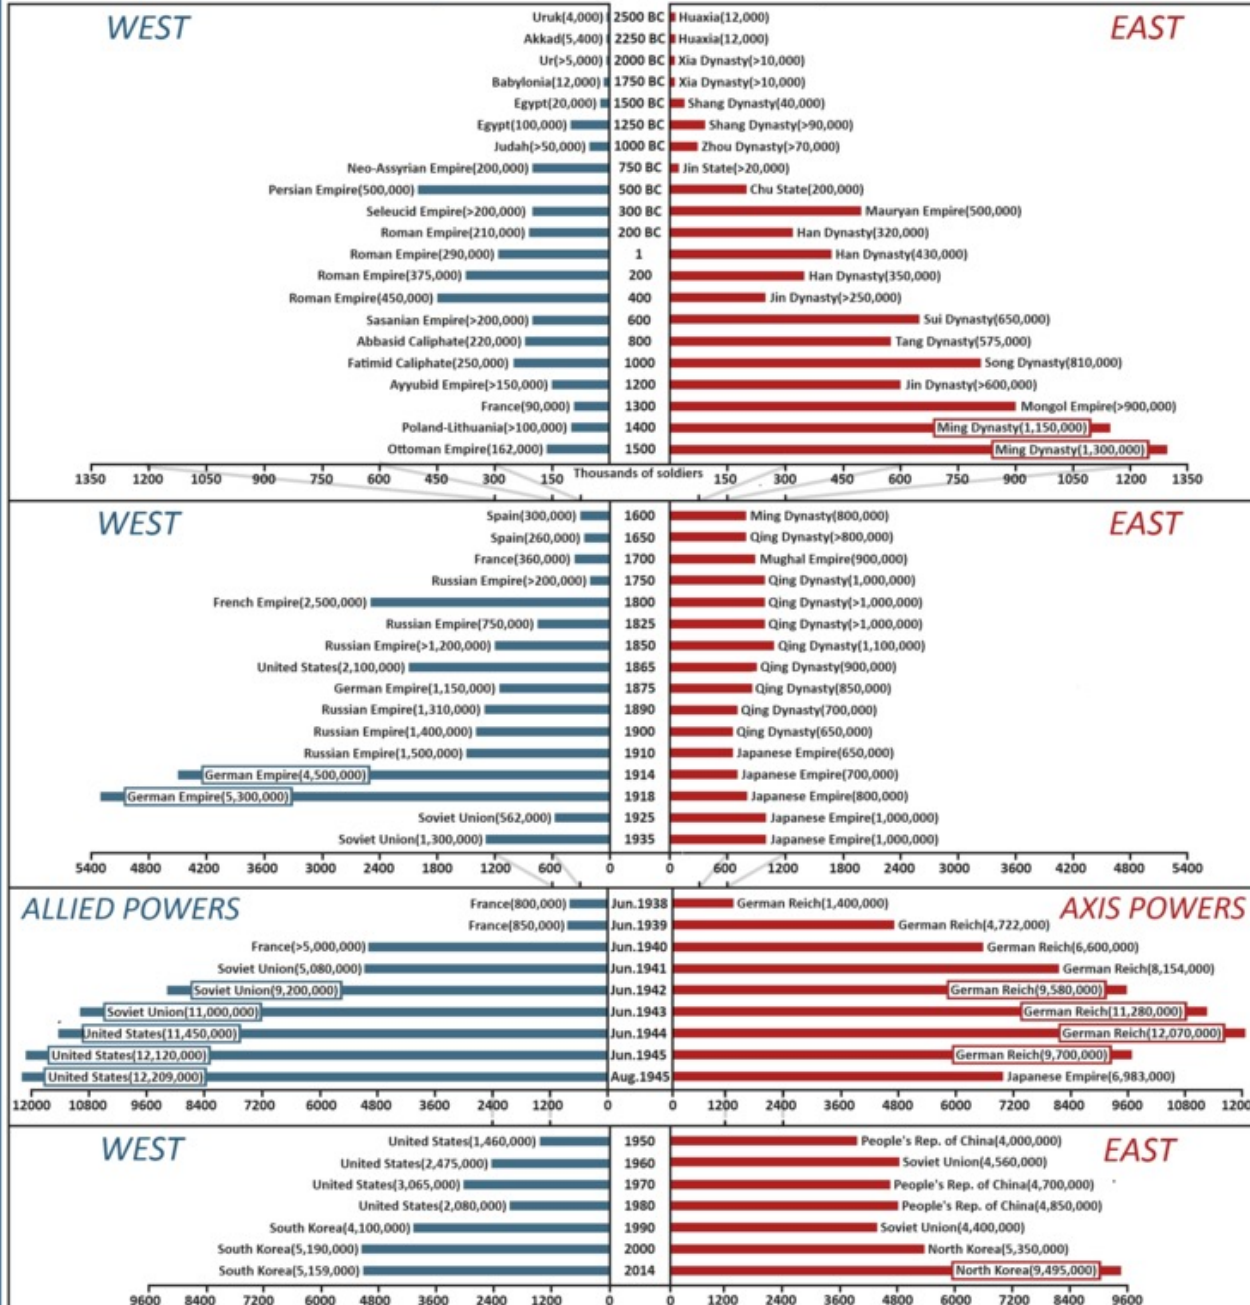 WEST EAST
Uruk(4,000) 2500 BC Huaxia(12,000)
Akkad(5,400) 2250 BC Huaxia(12,000)
Ur(>5,000) 2000 BC Xia Dynasty(>10,000)
Babylonia(12,000) 1750 BC Xia Dynasty(>10,000)
Egypt(20,000) 1500 BC Shang Dynasty(40,000)
Egypt(100,000) 1250 BC Shang Dynasty(>90,000)
Judah(>50,000) 1000 BC Zhou Dynasty(>70,000)
Neo-Assyrian Empire(200,000) 750 BC Jin State(>20,000)
Persian Empire(500,000) 500 BC Chu State(200,000)
Seleucid Empire(>200,000) 300 BC Mauryan Empire(500,000)
Roman Empire(210,000) 200 BC Han Dynasty(320,000)
Roman Empire(290,000) 1 Han Dynasty(430,000)
Roman Empire(375,000) 200 Han Dynasty(350,000)
Roman Empire(450,000) 400 Jin Dynasty(>250,000)
Sasanian Empire(>200,000) 600 Sui Dynasty(650,000)
Abbasid Caliphate(220,000) 800 Tang Dynasty(575,000)
Fatimid Caliphate(250,000) 1000 Song Dynasty(810,000)
Ayyubid Empire(>150,000) 1200 Jin Dynasty(>600,000)
France(90,000) 1300 Mongol Empire(>900,000)
Poland-Lithuania(>100,000) 1400 Ming Dynasty(1,150,000)
Ottoman Empire(162,000) 1500 Ming Dynasty(1,300,000)
1350 1200 1050 900 750 600 450 300 150 Thousands of soldiers 150 300 450 600 750 900 1050 1200 1350
WEST EAST
Spain(300,000) 1600 Ming Dynasty(800,000)
Spain(260,000) 1650 Qing Dynasty(>800,000)
France(360,000) 1700 Mughal Empire(900,000)
Russian Empire(>200,000) 1750 Qing Dynasty(1,000,000)
French Empire(2,500,000) 1800 Qing Dynasty(>1,000,000)
Russian Empire(750,000) 1825 Qing Dynasty(>1,000,000)
Russian Empire(>1,200,000) 1850 Qing Dynasty(1,100,000)
United States(2,100,000) 1865 Qing Dynasty(900,000)
German Empire(1,150,000) 1875 Qing Dynasty(850,000)
Russian Empire(1,310,000) 1890 Qing Dynasty(700,000)
Russian Empire(1,400,000) 1900 Qing Dynasty(650,000)
Russian Empire(1,500,000) 1910 Japanese Empire(650,000)
German Empire(4,500,000) 1914 Japanese Empire(700,000)
German Empire(5,300,000) 1918 Japanese Empire(800,000)
Soviet Union(562,000) 1925 Japanese Empire(1,000,000)
Soviet Union(1,300,000) 1935 Japanese Empire(1,000,000)
5400 4800 4200 3600 3000 2400 1800 1200 600 0 0 600 1200 1800 2400 3000 3600 4200 4800 5400
ALLIED POWERS AXIS POWERS
France(800,000) Jun.1938 German Reich(1,400,000)
France(850,000) Jun.1939 German Reich(4,722,000)
France(>5,000,000) Jun.1940 German Reich(6,600,000)
Soviet Union(5,080,000) Jun.1941 German Reich(8,154,000)
Soviet Union(9,200,000) Jun.1942 German Reich(9,580,000)
Soviet Union(11,000,000) Jun.1943 German Reich(11,280,000)
United States(11,450,000) Jun.1944 German Reich(12,070,000)
United States(12,120,000) Jun.1945 German Reich(9,700,000)
United States(12,209,000) Aug.1945 Japanese Empire(6,983,000)
12000 10800 9600 8400 7200 6000 4800 3600 2400 1200 0 0 1200 2400 3600 4800 6000 7200 8400 9600 10800 1200
WEST EAST
United States(1,460,000) 1950 People's Rep. of China(4,000,000)
United States(2,475,000) 1960 Soviet Union(4,560,000)
United States(3,065,000) 1970 People's Rep. of China(4,700,000)
United States(2,080,000) 1980 People's Rep. of China(4,850,000)
South Korea(4,100,000) 1990 Soviet Union(4,400,000)
South Korea(5,190,000) 2000 North Korea(5,350,000)
South Korea(5,159,000) 2014 North Korea(9,495,000)
9600 8400 7200 6000 4800 3600 2400 1200 0 0 1200 2400 3600 4800 6000 7200 8400 9600